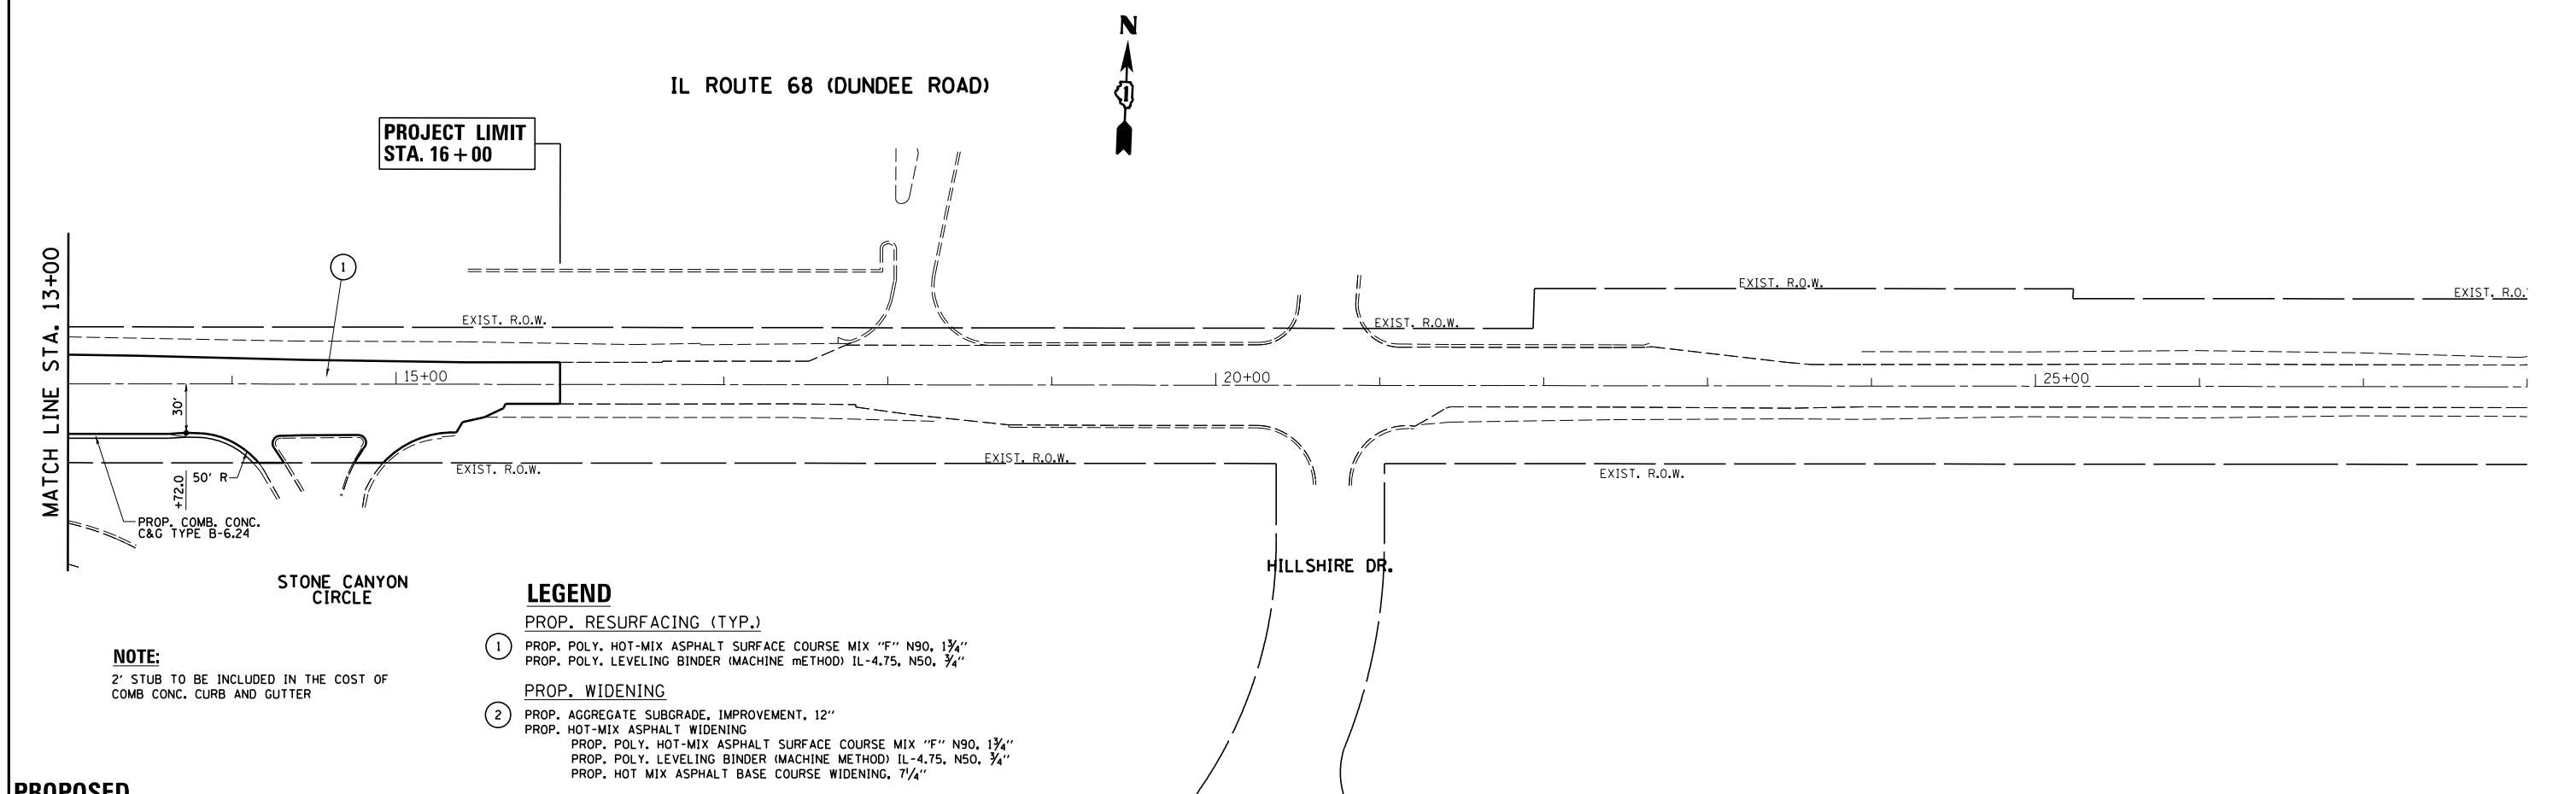 N
1
IL ROUTE 68 (DUNDEE ROAD)
PROJECT LIMIT
STA. 16+00
1
MATCH LINE STA. 13+00
EXIST. R.O.W.
EXIST. R.O.W.
EXIST. R.O.W.
EXIST. R.O.
15+00
20+00
25+00
30'
+72.0
50' R
EXIST. R.O.W.
EXIST. R.O.W.
EXIST. R.O.W.
PROP. COMB. CONC.
C&G TYPE B-6.24
STONE CANYON
CIRCLE
HILLSHIRE DR.
NOTE:
2' STUB TO BE INCLUDED IN THE COST OF
COMB CONC. CURB AND GUTTER
LEGEND
PROP. RESURFACING (TYP.)
1 PROP. POLY. HOT-MIX ASPHALT SURFACE COURSE MIX "F" N90, 1¾"
PROP. POLY. LEVELING BINDER (MACHINE mETHOD) IL-4.75, N50, ¾"
PROP. WIDENING
2 PROP. AGGREGATE SUBGRADE, IMPROVEMENT, 12"
PROP. HOT-MIX ASPHALT WIDENING
PROP. POLY. HOT-MIX ASPHALT SURFACE COURSE MIX "F" N90, 1¾"
PROP. POLY. LEVELING BINDER (MACHINE METHOD) IL-4.75, N50, ¾"
PROP. HOT MIX ASPHALT BASE COURSE WIDENING, 7¼"
PROPOSED